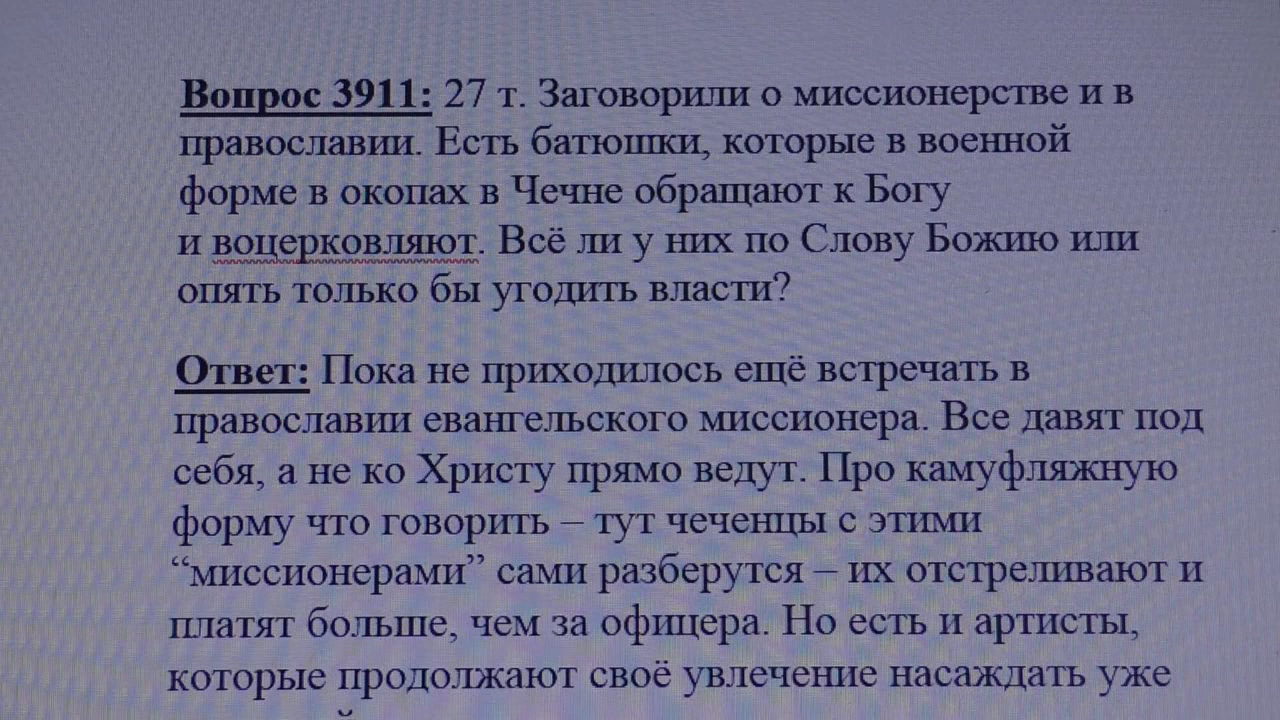 Вопрос 3911: 27 т. Заговорили о миссионерстве и в
православии. Есть батюшки, которые в военной
форме в окопах в Чечне обращают к Богу
и воцерковляют. Всё ли у них по Слову Божию или
опять только бы угодить власти?
Ответ: Пока не приходилось ещё встречать в
православии евангельского миссионера. Все давят под
себя, а не ко Христу прямо ведут. Про камуфляжную
форму что говорить – тут чеченцы с этими
“миссионерами” сами разберутся – их отстреливают и
платят больше, чем за офицера. Но есть и артисты,
которые продолжают своё увлечение насаждать уже